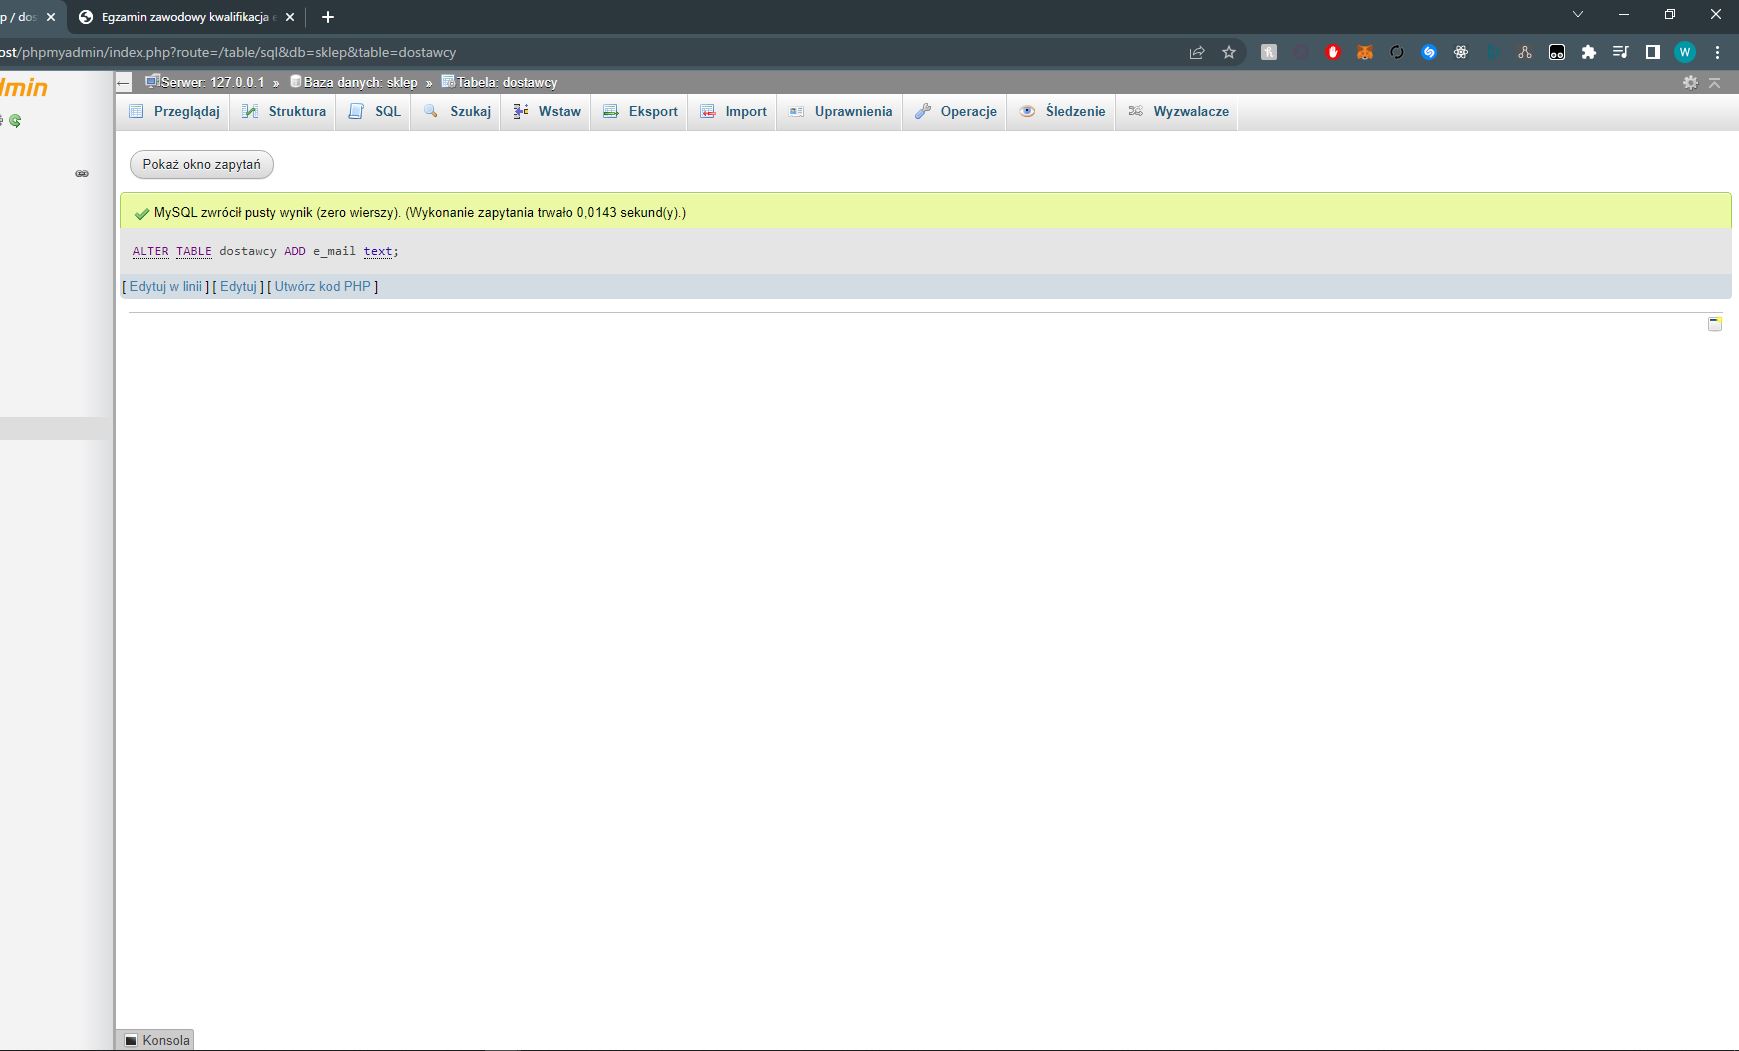 p / dos
Egzamin zawodowy kwalifikacja e
ost/phpmyadmin/index.php?route=/table/sql&db=sklep&table=dostawcy
W
dmin
Serwer: 127.0.0.1 » Baza danych: sklep » Tabela: dostawcy
Przeglądaj Struktura SQL Szukaj Wstaw Eksport Import Uprawnienia Operacje Śledzenie Wyzwalacze
Pokaż okno zapytań
MySQL zwrócił pusty wynik (zero wierszy). (Wykonanie zapytania trwało 0,0143 sekund(y).)
ALTER TABLE dostawcy ADD e_mail text;
[ Edytuj w linii ] [ Edytuj ] [ Utwórz kod PHP ]
Konsola